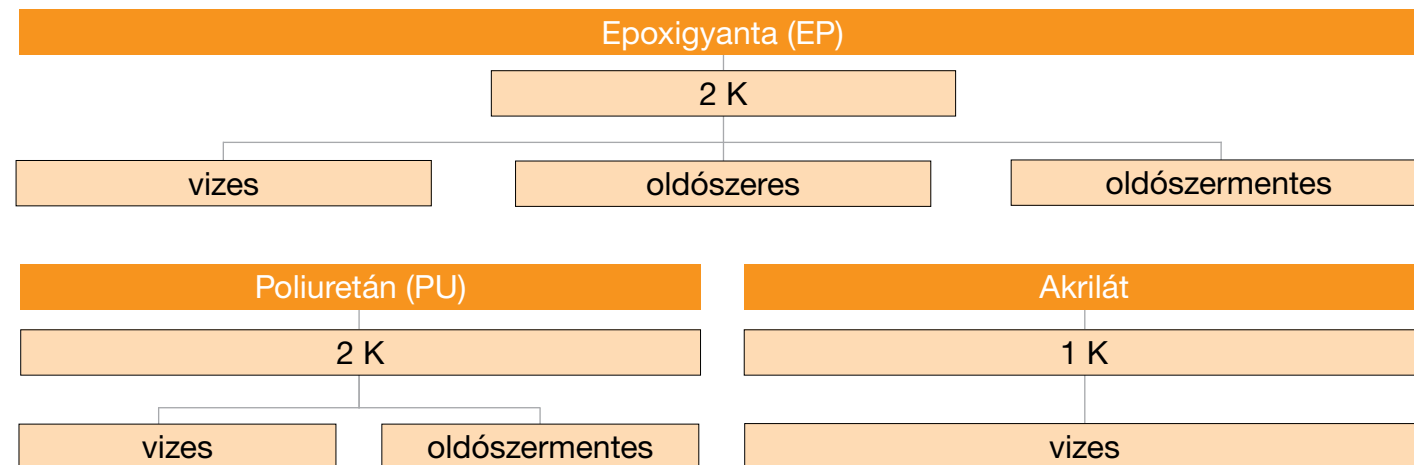 Epoxigyanta (EP)
2 K
vizes
oldószeres
oldószermentes
Poliuretán (PU)
2 K
vizes
oldószermentes
Akrilát
1 K
vizes